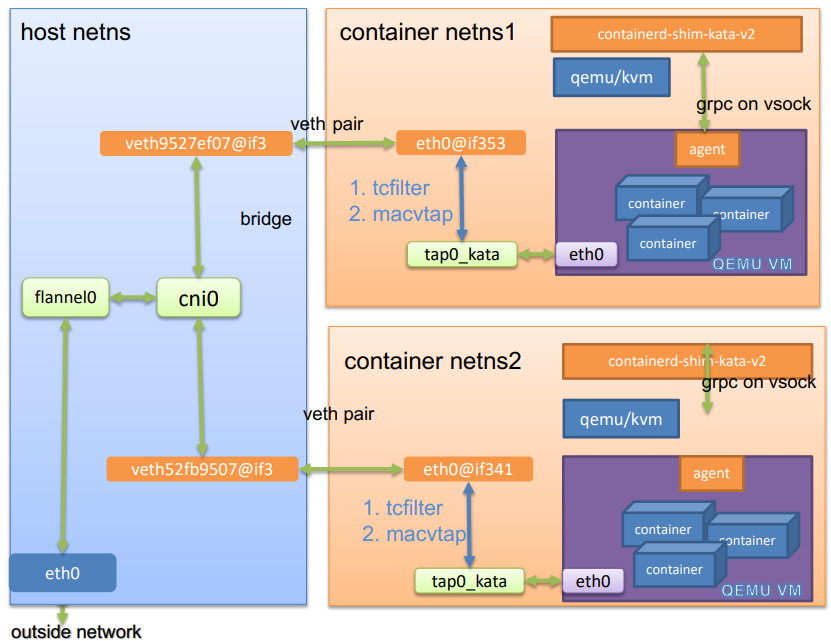 host netns
container netns1
containerd-shim-kata-v2
qemu/kvm
grpc on vsock
veth pair
veth9527ef07@if3
eth0@if353
agent
1. tcfilter
2. macvtap
container
container
container
bridge
tap0_kata
eth0
QEMU VM
flannel0
cni0
container netns2
containerd-shim-kata-v2
grpc on vsock
veth pair
qemu/kvm
veth52fb9507@if3
eth0@if341
agent
1. tcfilter
2. macvtap
container
container
container
eth0
tap0_kata
eth0
QEMU VM
outside network